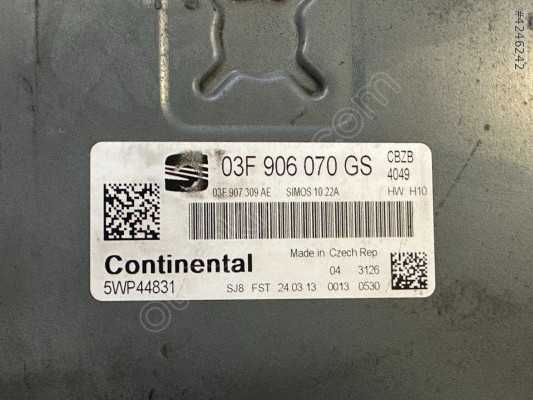 03F 906 070 GS
CBZB
4049
03F 907 309 AE SIMOS 10.22A HW H10
Continental
Made in Czech Rep
04 3126
5WP44831
SJ8 FST 24.03.13 0013 0530
#4246242